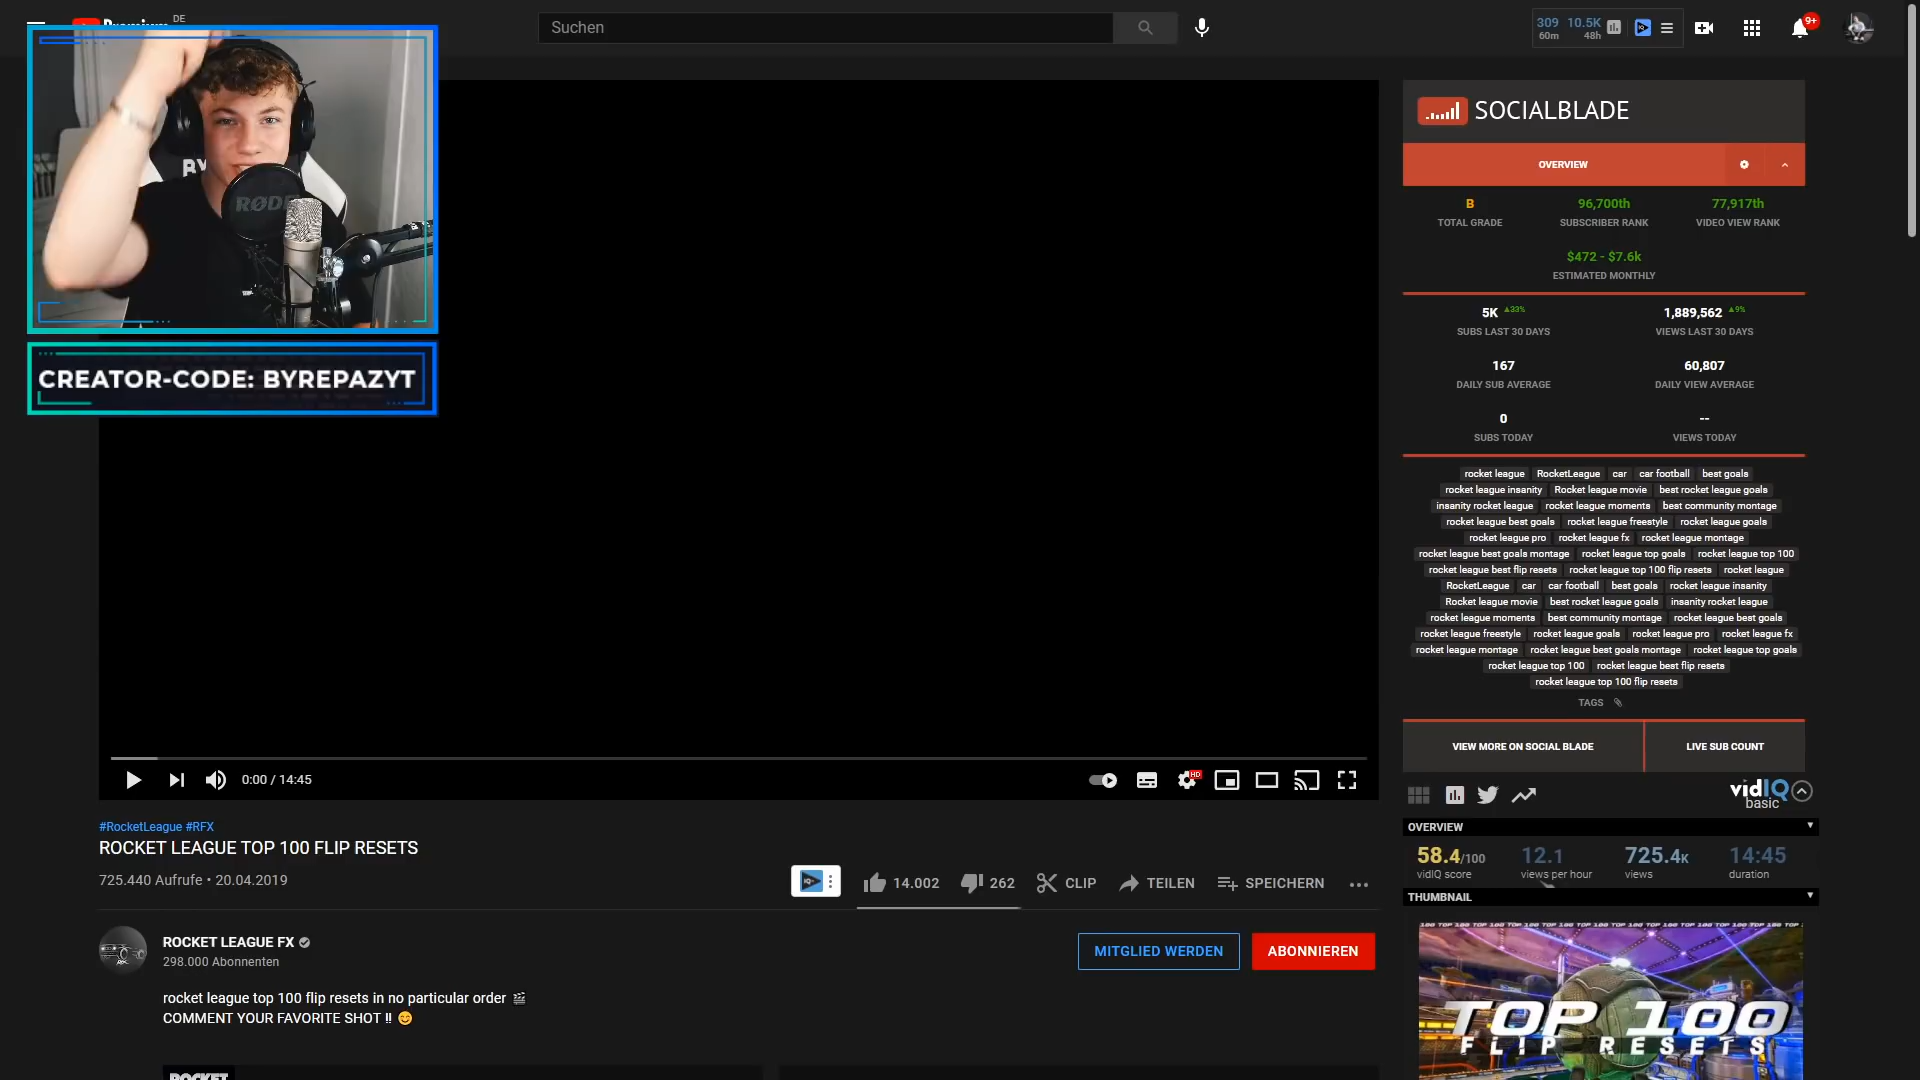 DE
Suchen
309 10.5K
60m 48h
9+
BY
RØDE
CREATOR-CODE: BYREPAZYT
SOCIALBLADE
OVERVIEW
B 96,700th 77,917th
TOTAL GRADE SUBSCRIBER RANK VIDEO VIEW RANK
$472 - $7.6k
ESTIMATED MONTHLY
5K ▲33% 1,889,562 ▲9%
SUBS LAST 30 DAYS VIEWS LAST 30 DAYS
167 60,807
DAILY SUB AVERAGE DAILY VIEW AVERAGE
0 --
SUBS TODAY VIEWS TODAY
rocket league RocketLeague car car football best goals
rocket league insanity Rocket league movie best rocket league goals
insanity rocket league rocket league moments best community montage
rocket league best goals rocket league freestyle rocket league goals
rocket league pro rocket league fx rocket league montage
rocket league best goals montage rocket league top goals rocket league top 100
rocket league best flip resets rocket league top 100 flip resets rocket league
RocketLeague car car football best goals rocket league insanity
Rocket league movie best rocket league goals insanity rocket league
rocket league moments best community montage rocket league best goals
rocket league freestyle rocket league goals rocket league pro rocket league fx
rocket league montage rocket league best goals montage rocket league top goals
rocket league top 100 rocket league best flip resets
rocket league top 100 flip resets
TAGS
VIEW MORE ON SOCIAL BLADE LIVE SUB COUNT
0:00 / 14:45
HD
vidIQ
basic
#RocketLeague #RFX
ROCKET LEAGUE TOP 100 FLIP RESETS
725.440 Aufrufe • 20.04.2019
14.002 262 CLIP TEILEN SPEICHERN
OVERVIEW
58.4/100 12.1 725.4K 14:45
vidIQ score views per hour views duration
THUMBNAIL
ROCKET LEAGUE FX
298.000 Abonnenten
MITGLIED WERDEN ABONNIEREN
rocket league top 100 flip resets in no particular order 🎬
COMMENT YOUR FAVORITE SHOT !! 😊
TOP 100
FLIP RESETS
ROCKET